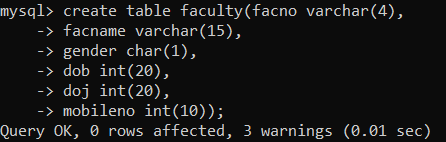 mysql> create table faculty(facno varchar(4),
    -> facname varchar(15),
    -> gender char(1),
    -> dob int(20),
    -> doj int(20),
    -> mobileno int(10));
Query OK, 0 rows affected, 3 warnings (0.01 sec)